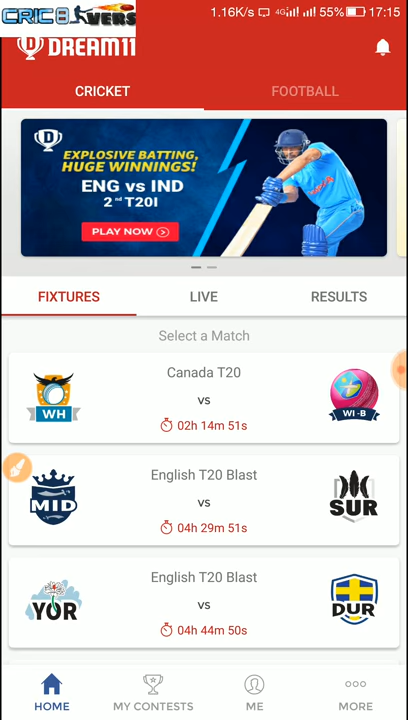 CRIC8 VERS
1.16K/s 4G 55% 17:15
DREAM11
CRICKET FOOTBALL
EXPLOSIVE BATTING,
HUGE WINNINGS!
ENG vs IND
2nd T20I
PLAY NOW
FIXTURES LIVE RESULTS
Select a Match
Canada T20
WH vs WI-B
02h 14m 51s
English T20 Blast
MID vs SUR
04h 29m 51s
English T20 Blast
YOR vs DUR
04h 44m 50s
HOME MY CONTESTS ME MORE